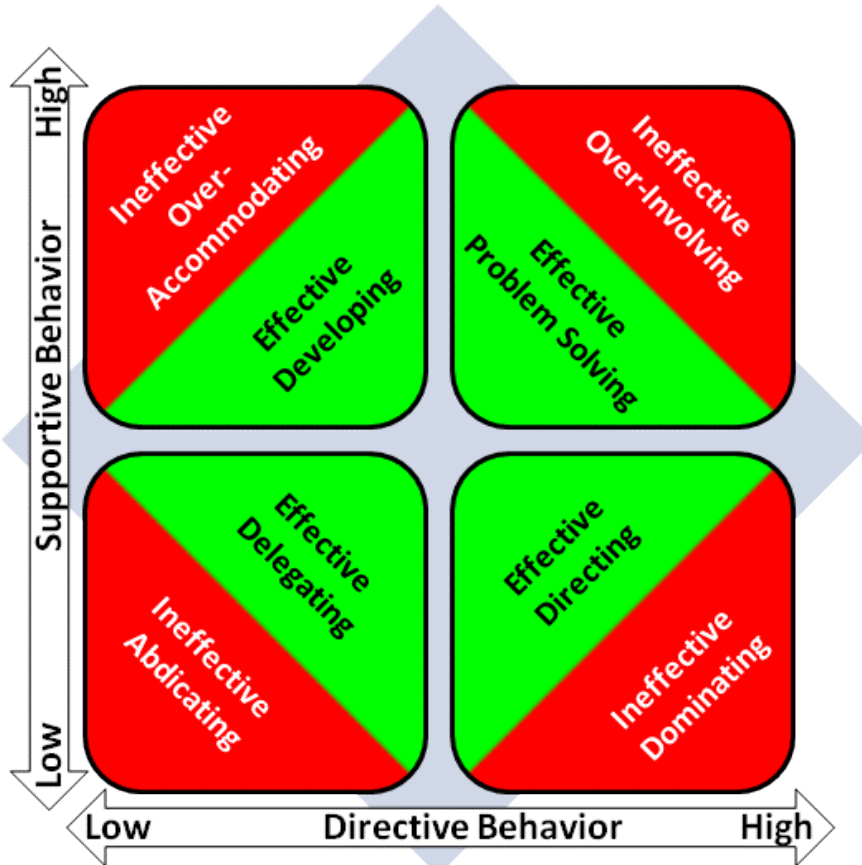 High
Supportive Behavior
Low
Ineffective
Over-
Accommodating
Effective
Developing
Ineffective
Over-Involving
Effective
Problem Solving
Effective
Delegating
Ineffective
Abdicating
Effective
Directing
Ineffective
Dominating
Low
Directive Behavior
High